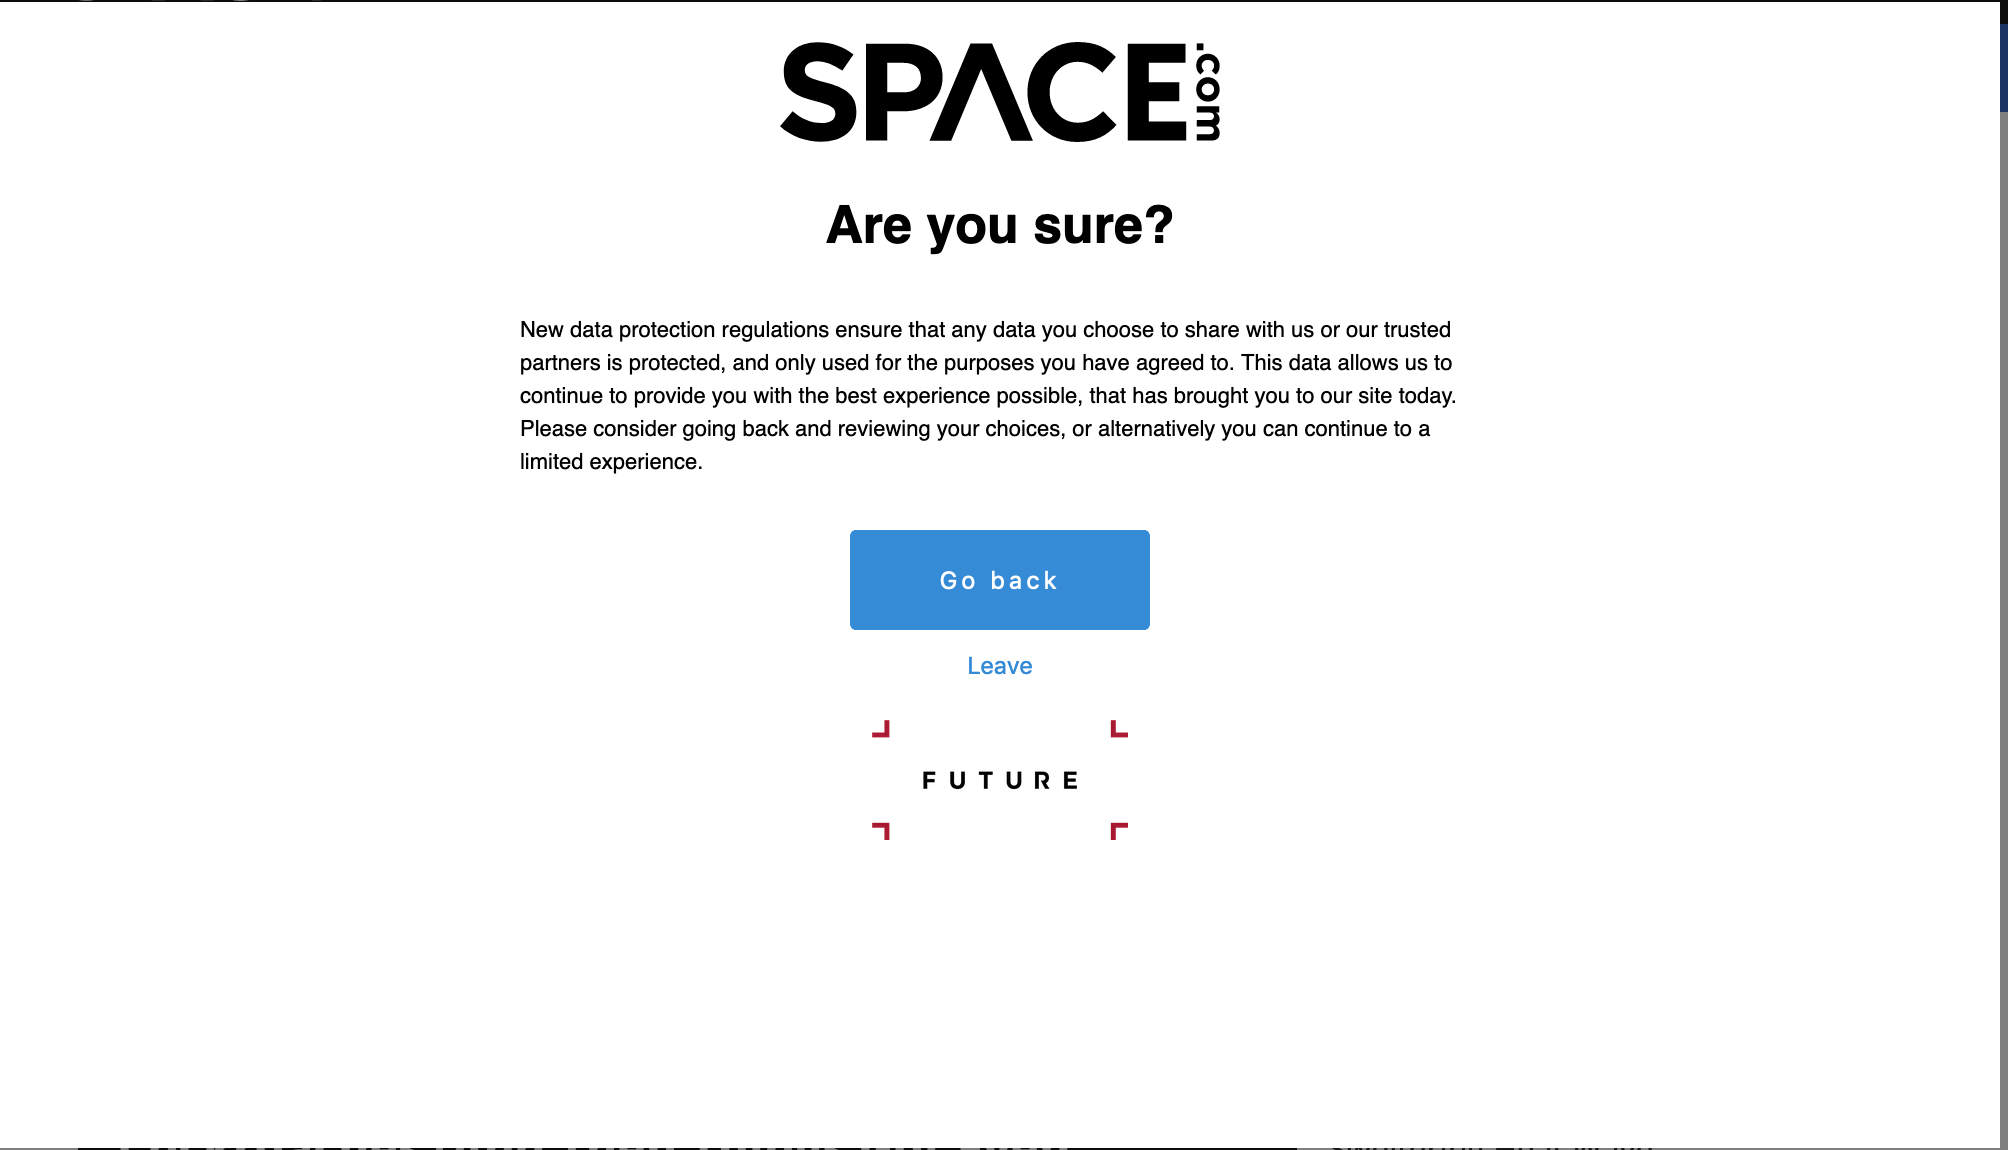 SPACE.com
Are you sure?
New data protection regulations ensure that any data you choose to share with us or our trusted
partners is protected, and only used for the purposes you have agreed to. This data allows us to
continue to provide you with the best experience possible, that has brought you to our site today.
Please consider going back and reviewing your choices, or alternatively you can continue to a
limited experience.
Go back
Leave
FUTURE